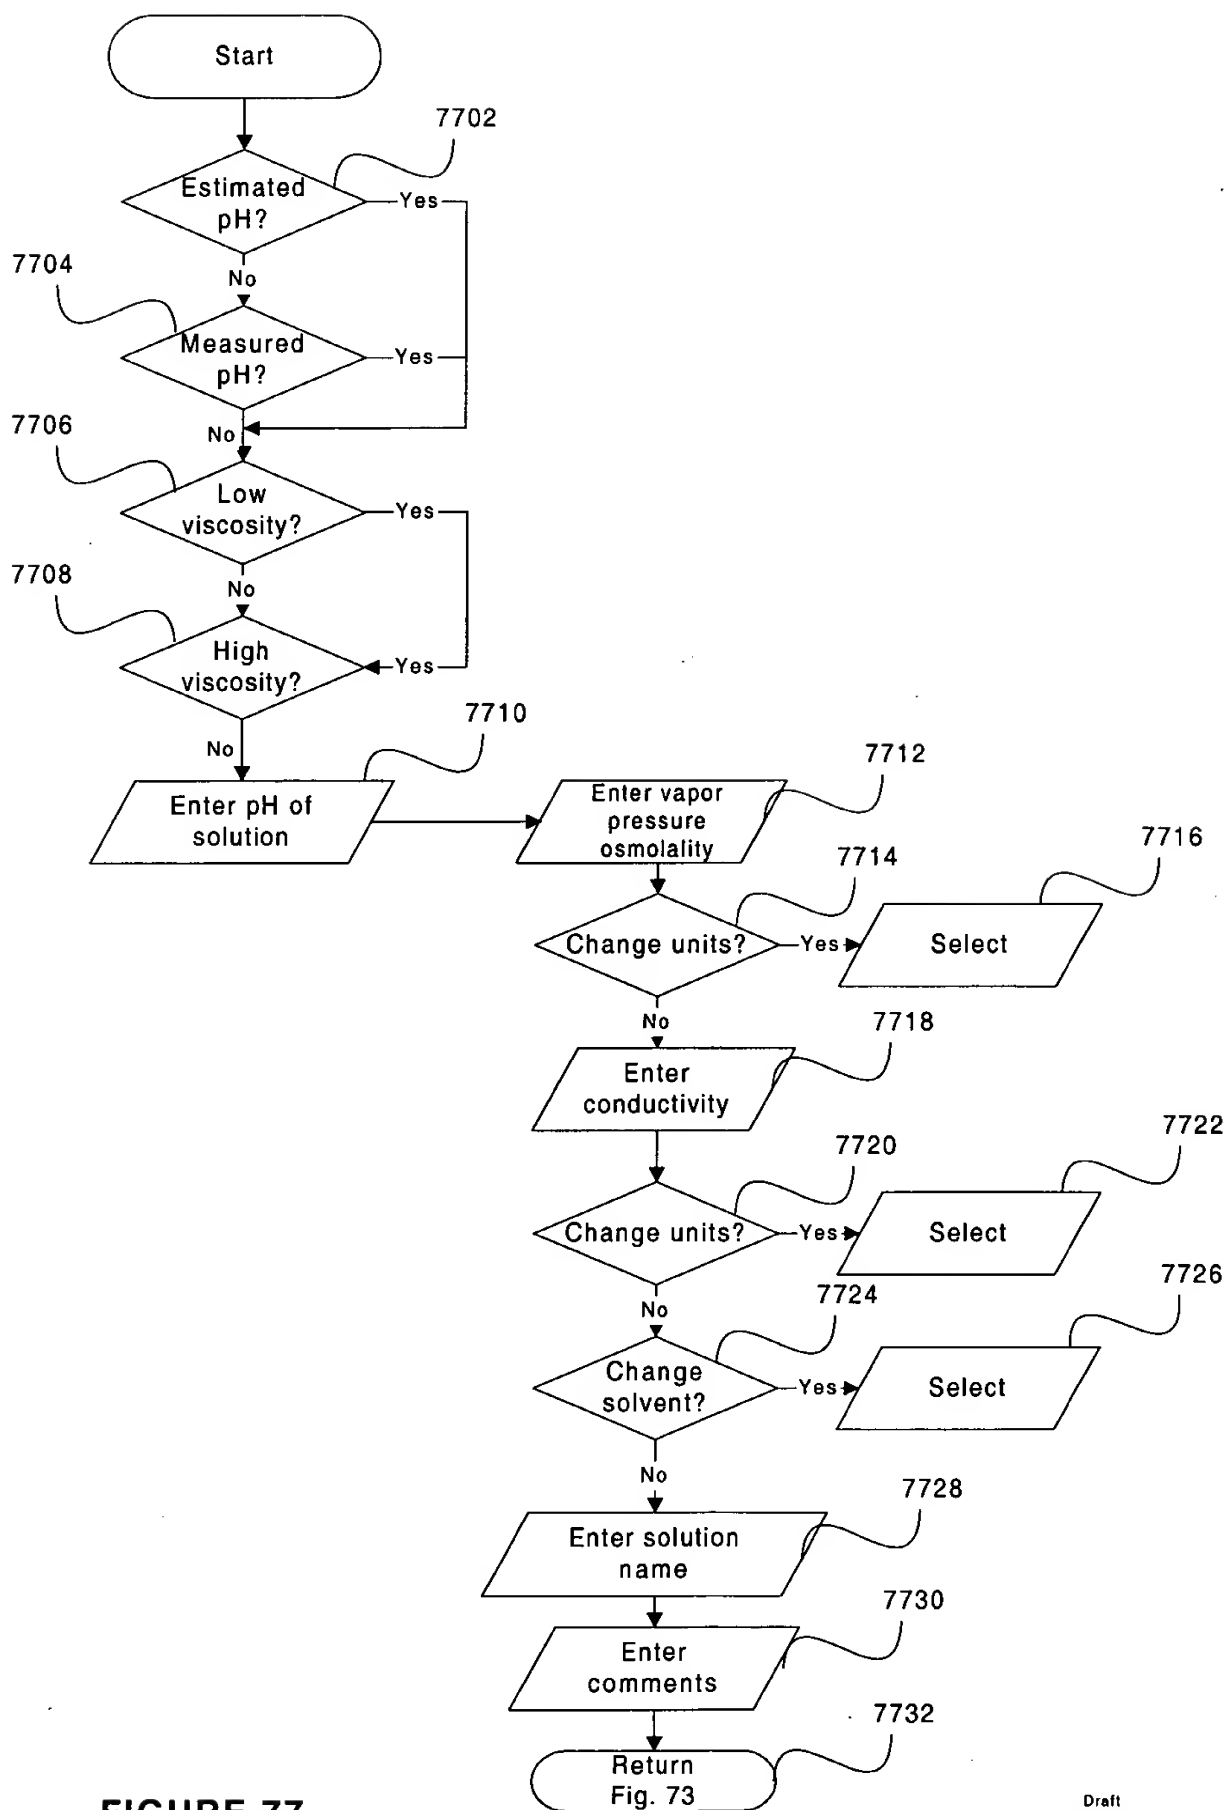 Start
7702
Estimated
pH?
Yes
No
7704
Measured
pH?
Yes
No
7706
Low
viscosity?
Yes
No
7708
High
viscosity?
Yes
No
7710
Enter pH of
solution
7712
Enter vapor
pressure
osmolality
7714
Change units?
Yes
7716
Select
No
7718
Enter
conductivity
7720
Change units?
Yes
7722
Select
No
7724
Change
solvent?
Yes
7726
Select
No
7728
Enter solution
name
7730
Enter
comments
7732
Return
Fig. 73
FIGURE 77
Draft